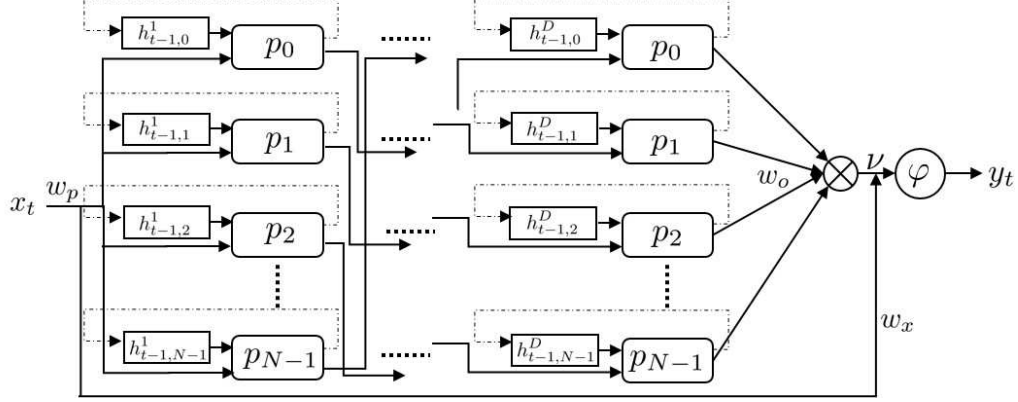 h^1_{t-1,0} p_0 ........ h^D_{t-1,0} p_0
h^1_{t-1,1} p_1 ........ h^D_{t-1,1} p_1
x_t w_p w_o ν φ y_t
h^1_{t-1,2} p_2 ........ h^D_{t-1,2} p_2
w_x
h^1_{t-1,N-1} p_{N-1} ........ h^D_{t-1,N-1} p_{N-1}